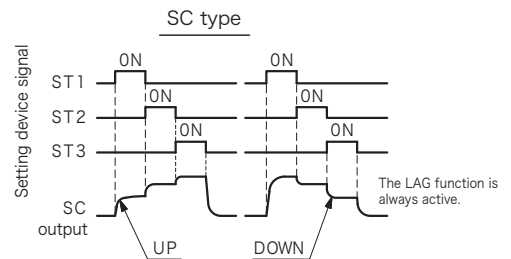 SC type
Setting device signal
ON
ON
ST1
ON
ON
ST2
ON
ON
ST3
The LAG function is
always active.
SC
output
UP
DOWN